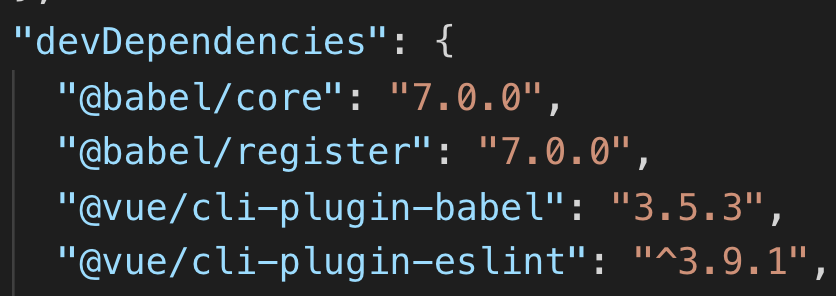 "devDependencies": {
"@babel/core": "7.0.0",
"@babel/register": "7.0.0",
"@vue/cli-plugin-babel": "3.5.3",
"@vue/cli-plugin-eslint": "^3.9.1",